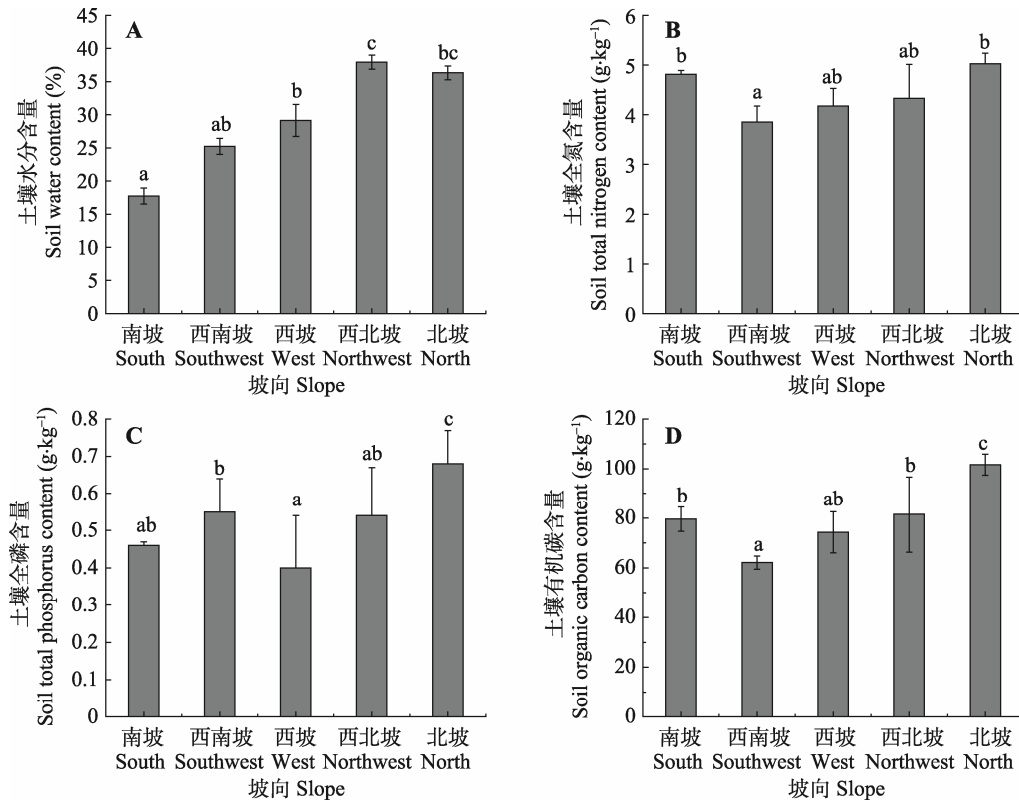 A
土壤水分含量
Soil water content (%)
45
40
35
30
25
20
15
10
5
0
a
ab
b
c
bc
南坡 西南坡 西坡 西北坡 北坡
South Southwest West Northwest North
坡向 Slope
B
土壤全氮含量
Soil total nitrogen content (g·kg⁻¹)
6
5
4
3
2
1
0
b
a
ab
ab
b
南坡 西南坡 西坡 西北坡 北坡
South Southwest West Northwest North
坡向 Slope
C
土壤全磷含量
Soil total phosphorus content (g·kg⁻¹)
0.8
0.7
0.6
0.5
0.4
0.3
0.2
0.1
0
ab
b
a
ab
c
南坡 西南坡 西坡 西北坡 北坡
South Southwest West Northwest North
坡向 Slope
D
土壤有机碳含量
Soil organic carbon content (g·kg⁻¹)
120
100
80
60
40
20
0
b
a
ab
b
c
南坡 西南坡 西坡 西北坡 北坡
South Southwest West Northwest North
坡向 Slope